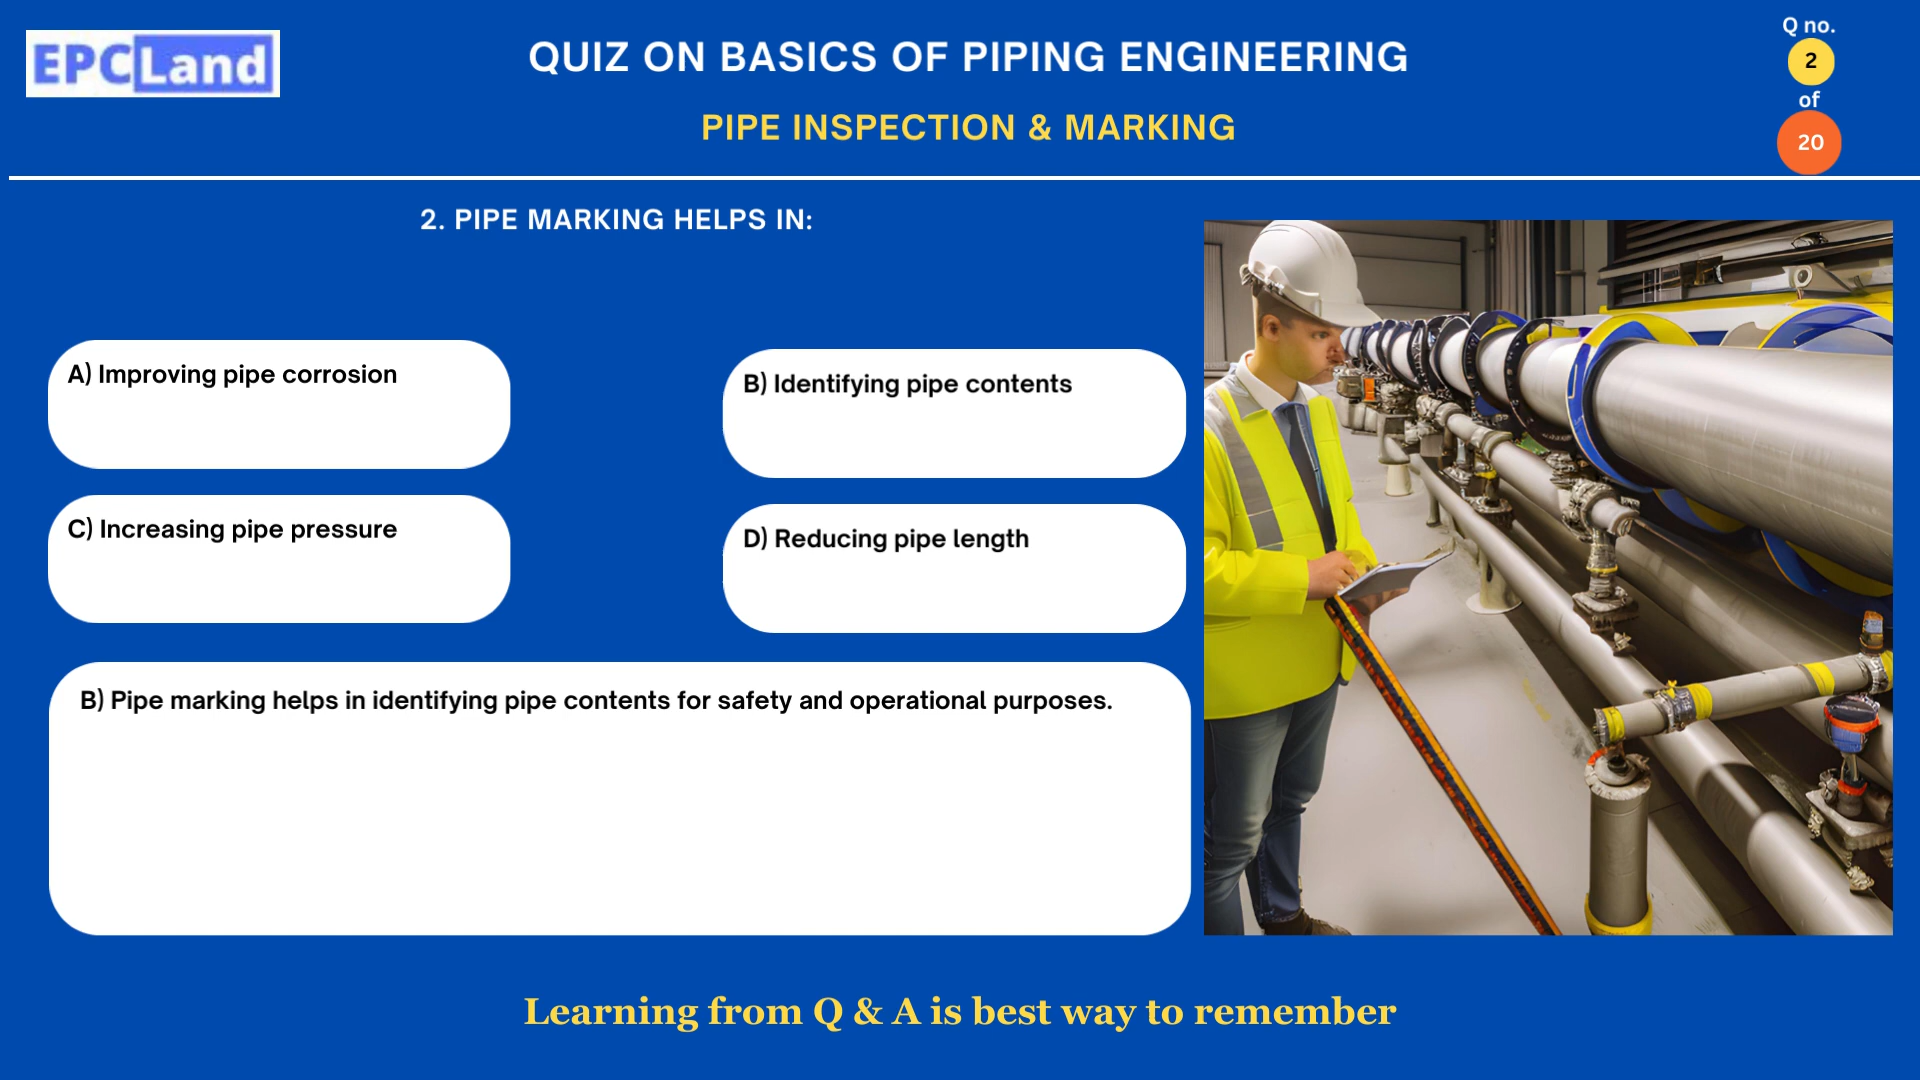 EPCLand
QUIZ ON BASICS OF PIPING ENGINEERING
PIPE INSPECTION & MARKING
Q no.
2
of
20
2. PIPE MARKING HELPS IN:
A) Improving pipe corrosion
B) Identifying pipe contents
C) Increasing pipe pressure
D) Reducing pipe length
B) Pipe marking helps in identifying pipe contents for safety and operational purposes.
Learning from Q & A is best way to remember